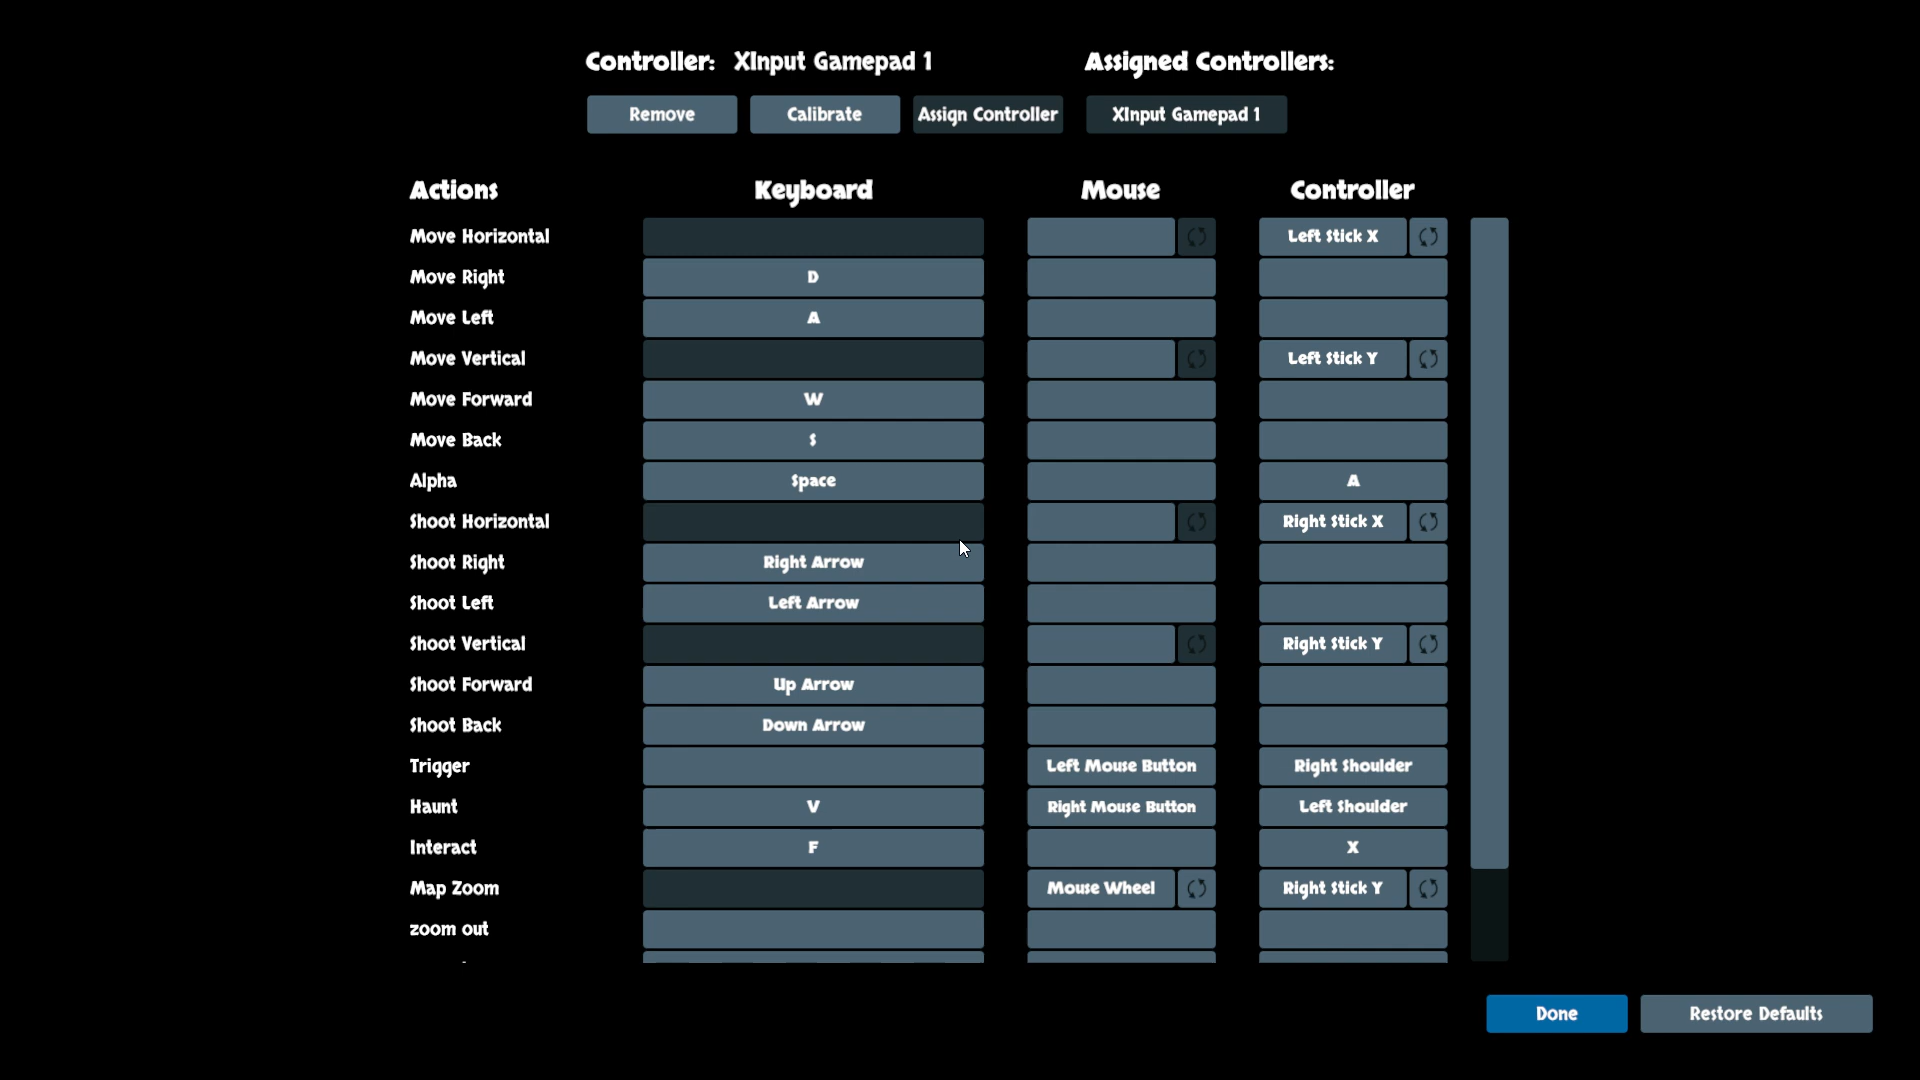 Controller: XInput Gamepad 1 Assigned Controllers:
Remove Calibrate Assign Controller XInput Gamepad 1
Actions Keyboard Mouse Controller
Move Horizontal Left Stick X
Move Right D
Move Left A
Move Vertical Left Stick Y
Move Forward W
Move Back S
Alpha Space A
Shoot Horizontal Right Stick X
Shoot Right Right Arrow
Shoot Left Left Arrow
Shoot Vertical Right Stick Y
Shoot Forward Up Arrow
Shoot Back Down Arrow
Trigger Left Mouse Button Right Shoulder
Haunt V Right Mouse Button Left Shoulder
Interact F X
Map Zoom Mouse Wheel Right Stick Y
zoom out
Done Restore Defaults